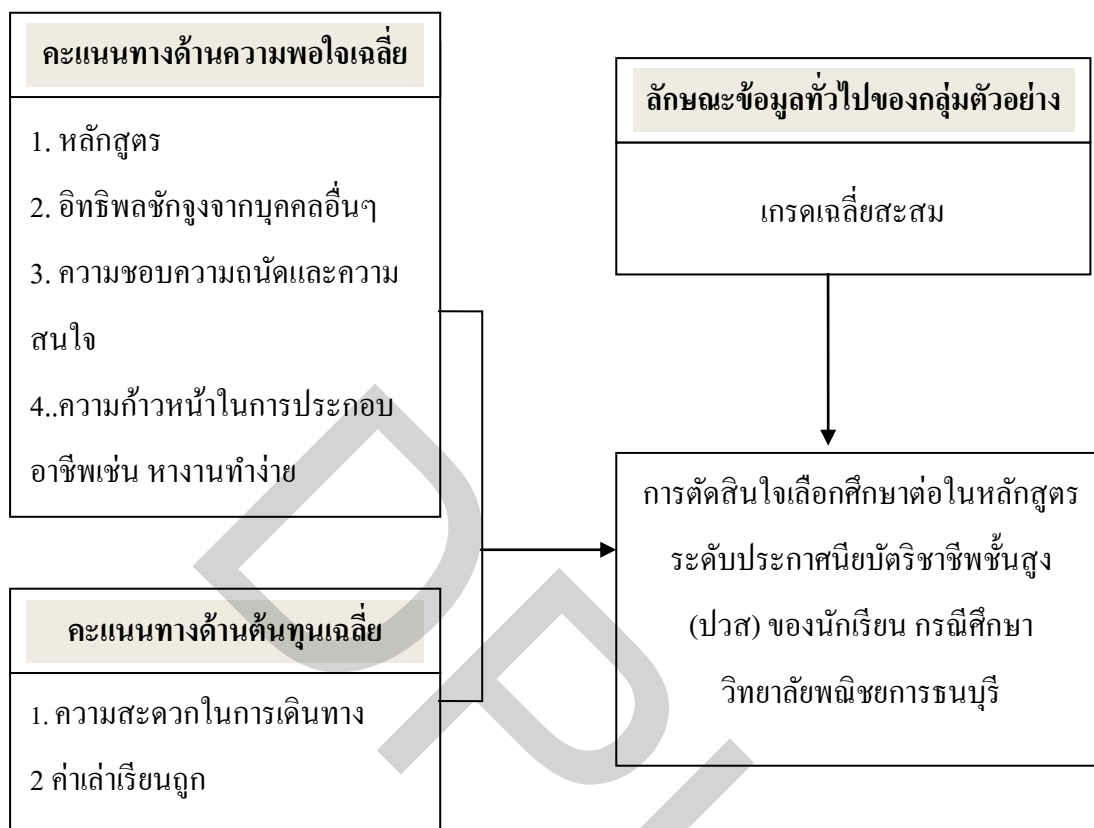 คะแนนทางด้านความพอใจเฉลี่ย
1. หลักสูตร
2. อิทธิพลชักจูงจากบุคคลอื่นๆ
3. ความชอบความถนัดและความ
สนใจ
4..ความก้าวหน้าในการประกอบ
อาชีพเช่น หางานทำง่าย
คะแนนทางด้านต้นทุนเฉลี่ย
1. ความสะดวกในการเดินทาง
2 ค่าเล่าเรียนถูก
ลักษณะข้อมูลทั่วไปของกลุ่มตัวอย่าง
เกรดเฉลี่ยสะสม
การตัดสินใจเลือกศึกษาต่อในหลักสูตร
ระดับประกาศนียบัตริชาชีพชั้นสูง
(ปวส) ของนักเรียน กรณีศึกษา
วิทยาลัยพณิชยการธนบุรี